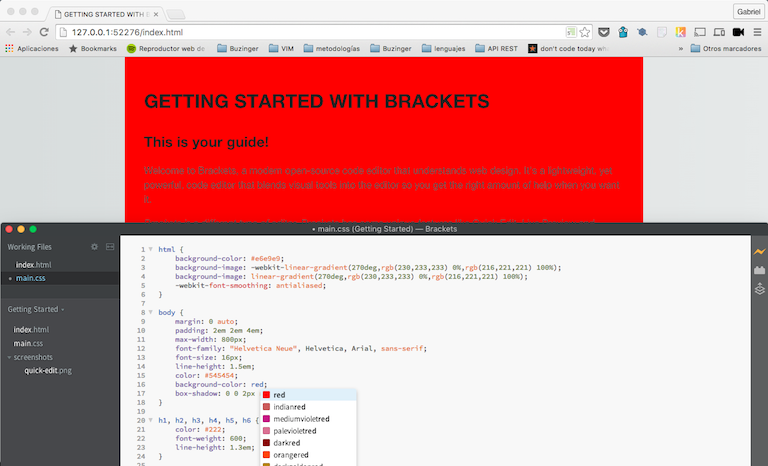 GETTING STARTED WITH B
Gabriel
127.0.0.1:52276/index.html
Aplicaciones
Bookmarks
Reproductor web de
Buzinger
VIM
metodologías
Buzinger
lenguajes
API REST
don't code today wh
»
Otros marcadores
GETTING STARTED WITH BRACKETS
This is your guide!
Welcome to Brackets, a modern open-source code editor that understands web design. It's a lightweight, yet
powerful, code editor that blends visual tools into the editor so you get the right amount of help when you want
it.
• main.css (Getting Started) — Brackets
Working Files
index.html
main.css
Getting Started
index.html
main.css
screenshots
quick-edit.png
1 html {
2 background-color: #e6e9e9;
3 background-image: -webkit-linear-gradient(270deg,rgb(230,233,233) 0%,rgb(216,221,221) 100%);
4 background-image: linear-gradient(270deg,rgb(230,233,233) 0%,rgb(216,221,221) 100%);
5 -webkit-font-smoothing: antialiased;
6 }
7
8 body {
9 margin: 0 auto;
10 padding: 2em 2em 4em;
11 max-width: 800px;
12 font-family: "Helvetica Neue", Helvetica, Arial, sans-serif;
13 font-size: 16px;
14 line-height: 1.5em;
15 color: #545454;
16 background-color: red;
17 box-shadow: 0 0 2px
18 }
19
20 h1, h2, h3, h4, h5, h6 {
21 color: #222;
22 font-weight: 600;
23 line-height: 1.3em;
24 }
25
red
indianred
mediumvioletred
palevioletred
darkred
orangered